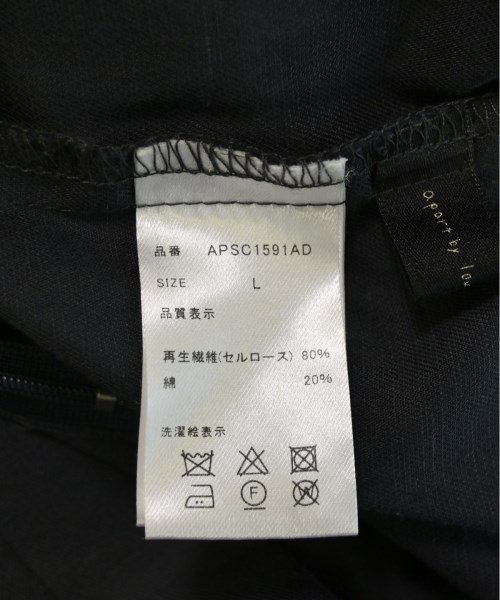 品番 APSC1591AD
SIZE L
品質表示
再生繊維(セルロース) 80%
綿 20%
洗濯絵表示
F
W
apart by